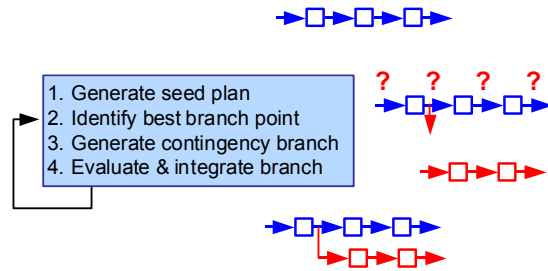 ? ? ? ?
1. Generate seed plan
2. Identify best branch point
3. Generate contingency branch
4. Evaluate & integrate branch